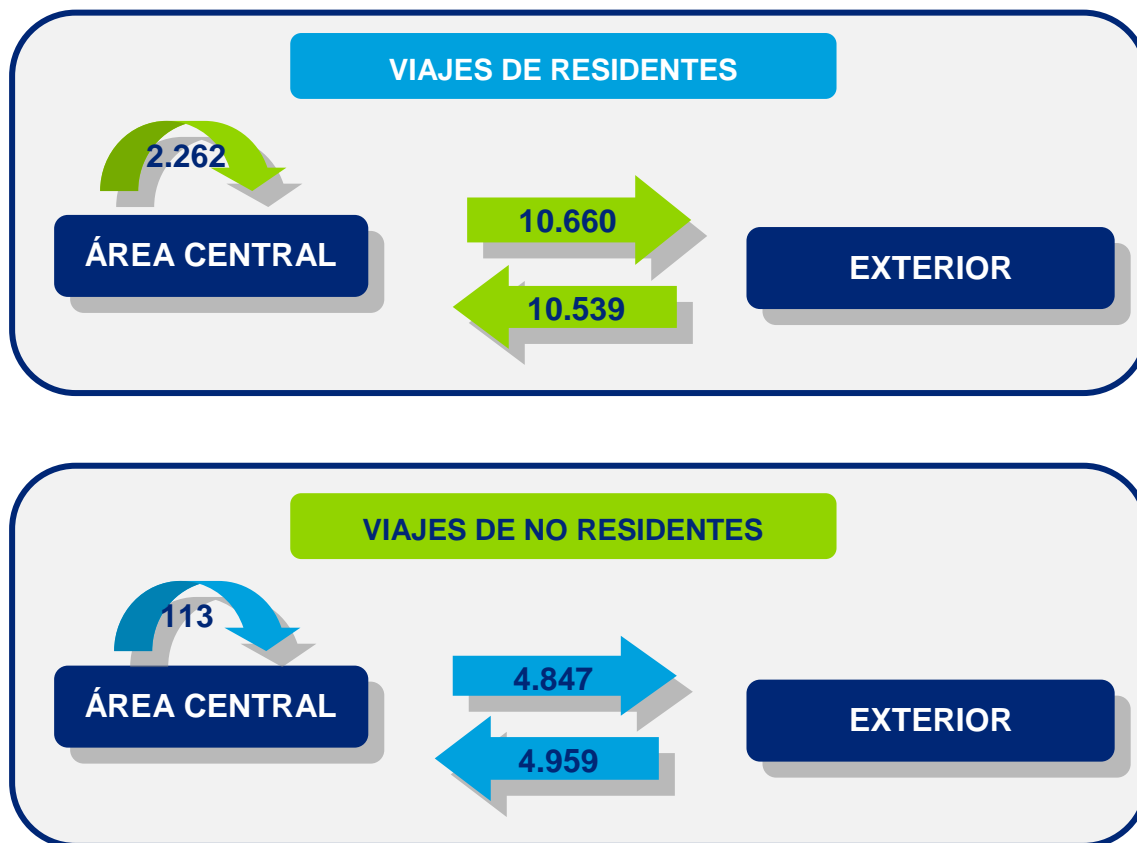 VIAJES DE RESIDENTES
2.262
ÁREA CENTRAL
10.660
10.539
EXTERIOR
VIAJES DE NO RESIDENTES
113
ÁREA CENTRAL
4.847
4.959
EXTERIOR